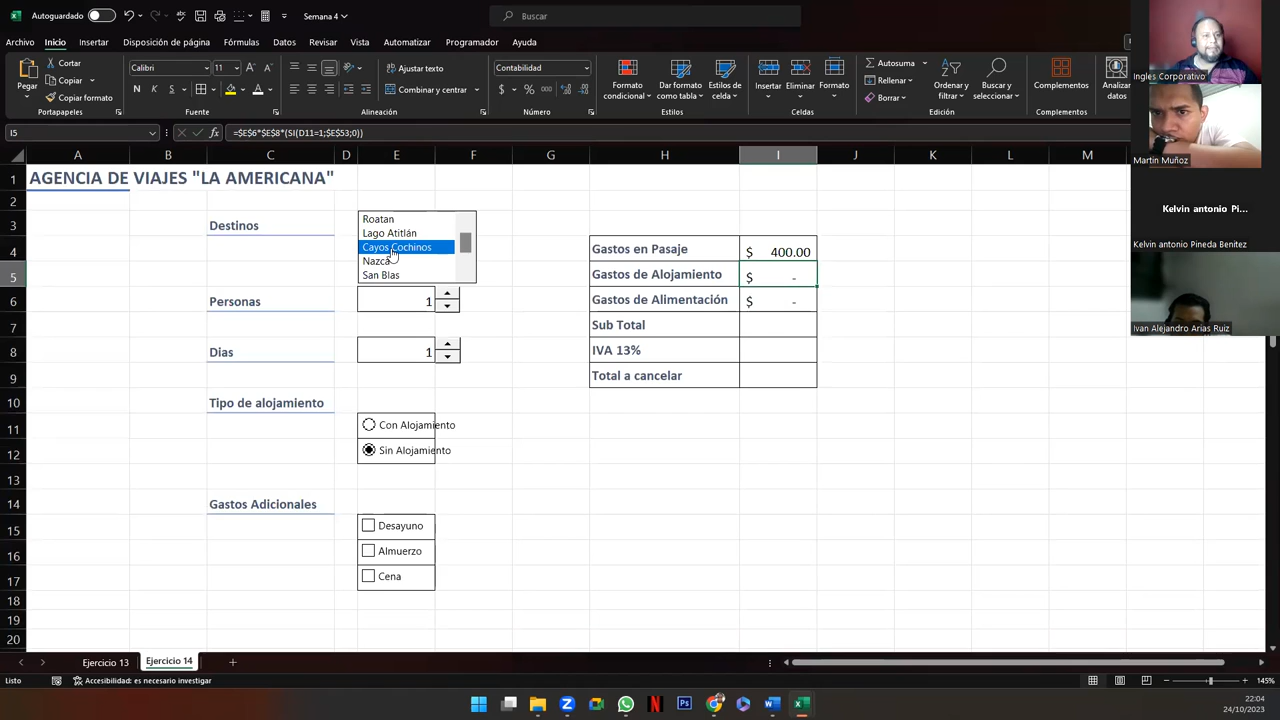 Autoguardado
Semana 4
Buscar
Archivo Inicio Insertar Disposición de página Fórmulas Datos Revisar Vista Automatizar Programador Ayuda
Ingles Corporativo
Pegar
Cortar
Copiar
Copiar formato
Portapapeles
Calibri 11
N K S
Fuente
Ajustar texto
Combinar y centrar
Alineación
Contabilidad
$ % 000
Número
Formato condicional
Dar formato como tabla
Estilos de celda
Estilos
Insertar
Eliminar
Formato
Celdas
Autosuma
Rellenar
Borrar
Ordenar y filtrar
Buscar y seleccionar
Edición
Complementos
Complementos
Analizar datos
Martin Muñoz
I5
fx =$E$6*$E$8*(SI(D11=1;$E$53;0))
A B C D E F G H I J K L M
1 AGENCIA DE VIAJES "LA AMERICANA"
2
3 Destinos
Roatan
Lago Atitlán
Cayos Cochinos
Nazca
San Blas
Kelvin antonio Pi...
Kelvin antonio Pineda Benitez
4 Gastos en Pasaje $ 400.00
5 Gastos de Alojamiento $ -
6 Personas 1 Gastos de Alimentación $ -
Ivan Alejandro Arias Ruiz
7 Sub Total
8 Dias 1 IVA 13%
9 Total a cancelar
10 Tipo de alojamiento
11 Con Alojamiento
12 Sin Alojamiento
13
14 Gastos Adicionales
15 Desayuno
16 Almuerzo
17 Cena
18
19
20
Ejercicio 13 Ejercicio 14
Listo
Accesibilidad: es necesario investigar
145%
22:04
24/10/2023